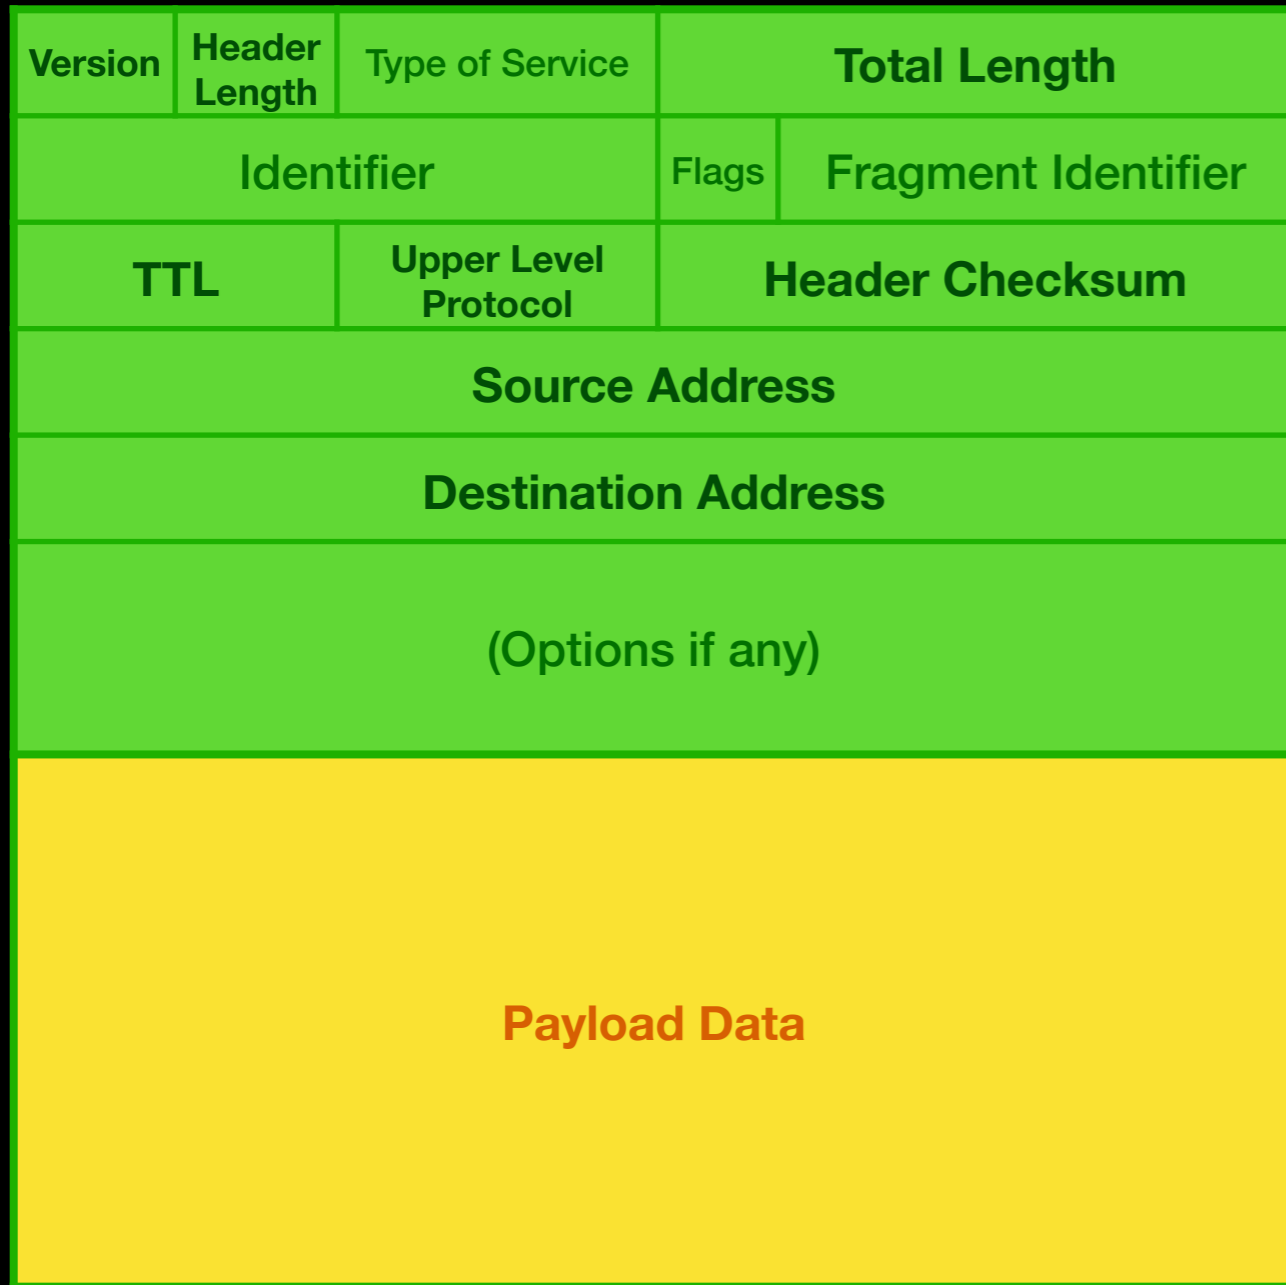 Version
Header
Length
Type of Service
Total Length
Identifier
Flags
Fragment Identifier
TTL
Upper Level
Protocol
Header Checksum
Source Address
Destination Address
(Options if any)
Payload Data